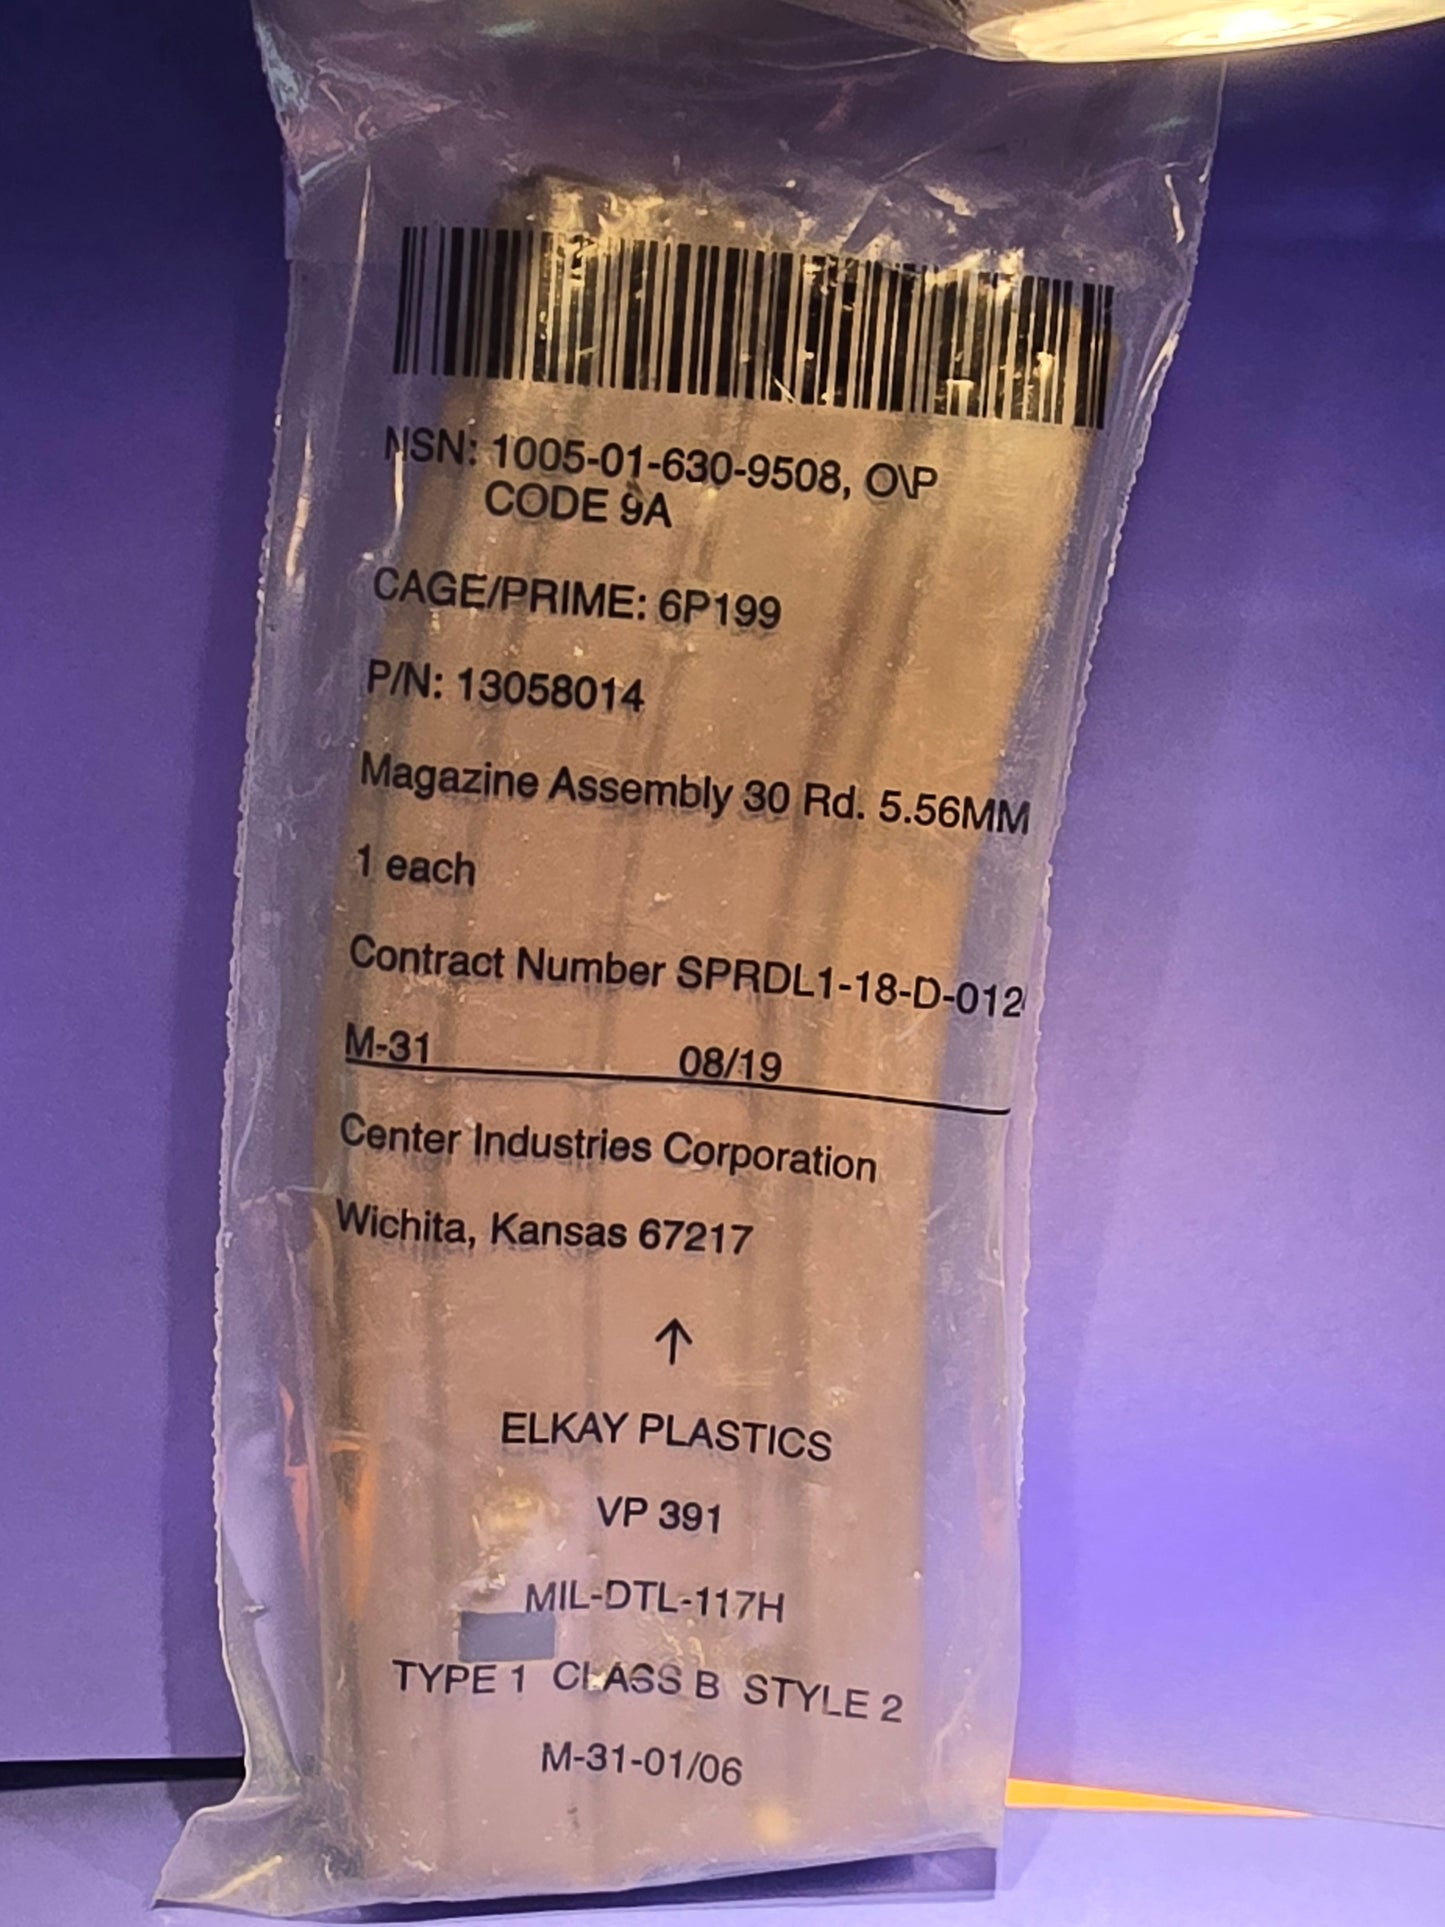 NSN: 1005-01-630-9508, O\P
CODE 9A
CAGE/PRIME: 6P199
P/N: 13058014
Magazine Assembly 30 Rd. 5.56MM
1 each
Contract Number SPRDL1-18-D-012
M-31 08/19
Center Industries Corporation
Wichita, Kansas 67217
↑
ELKAY PLASTICS
VP 391
MIL-DTL-117H
TYPE 1 CLASS B STYLE 2
M-31-01/06